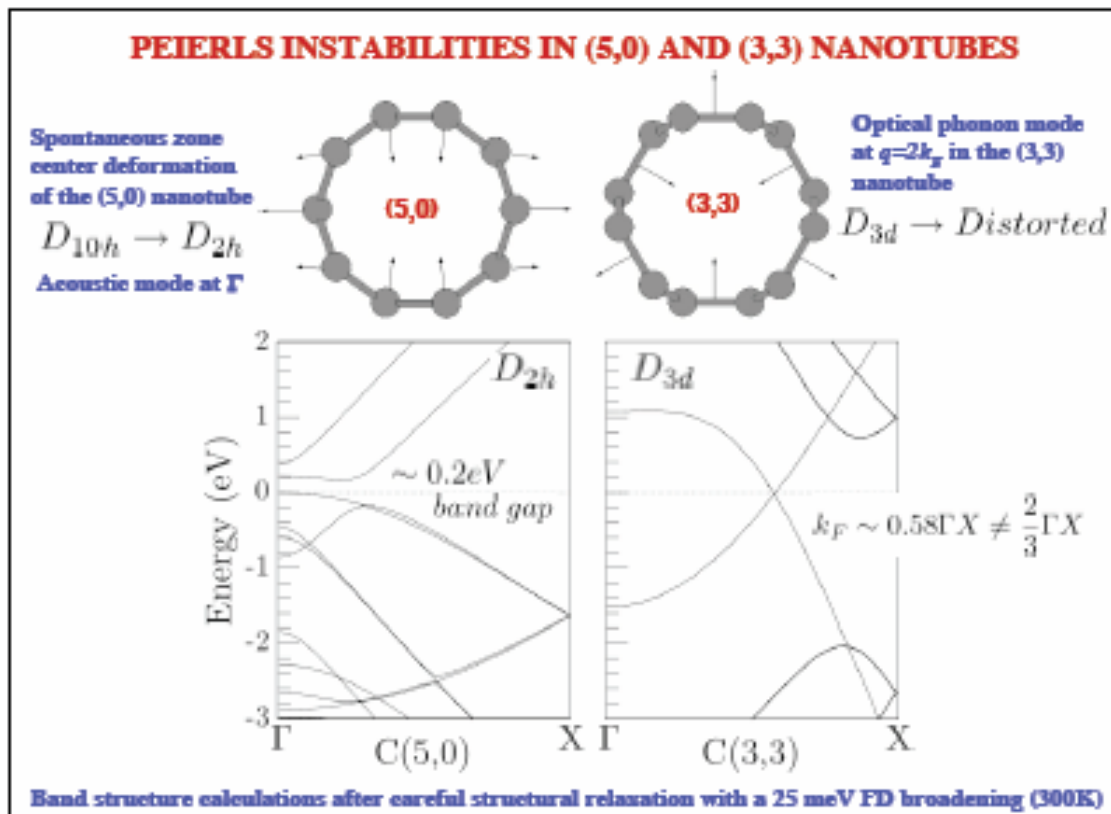 PEIERLS INSTABILITIES IN (5,0) AND (3,3) NANOTUBES
Spontaneous zone
center deformation
of the (5,0) nanotube
D₁₀ₕ → D₂ₕ
Acoustic mode at Γ
(5,0)
(3,3)
Optical phonon mode
at q=2k_F in the (3,3)
nanotube
D₃d → Distorted
Energy (eV)
2
1
0
-1
-2
-3
D₂ₕ
~ 0.2eV
band gap
Γ
C(5,0)
X
D₃d
k_F ~ 0.58ΓX ≠ 2/3 ΓX
Γ
C(3,3)
X
Band structure calculations after careful structural relaxation with a 25 meV FD broadening (300K)